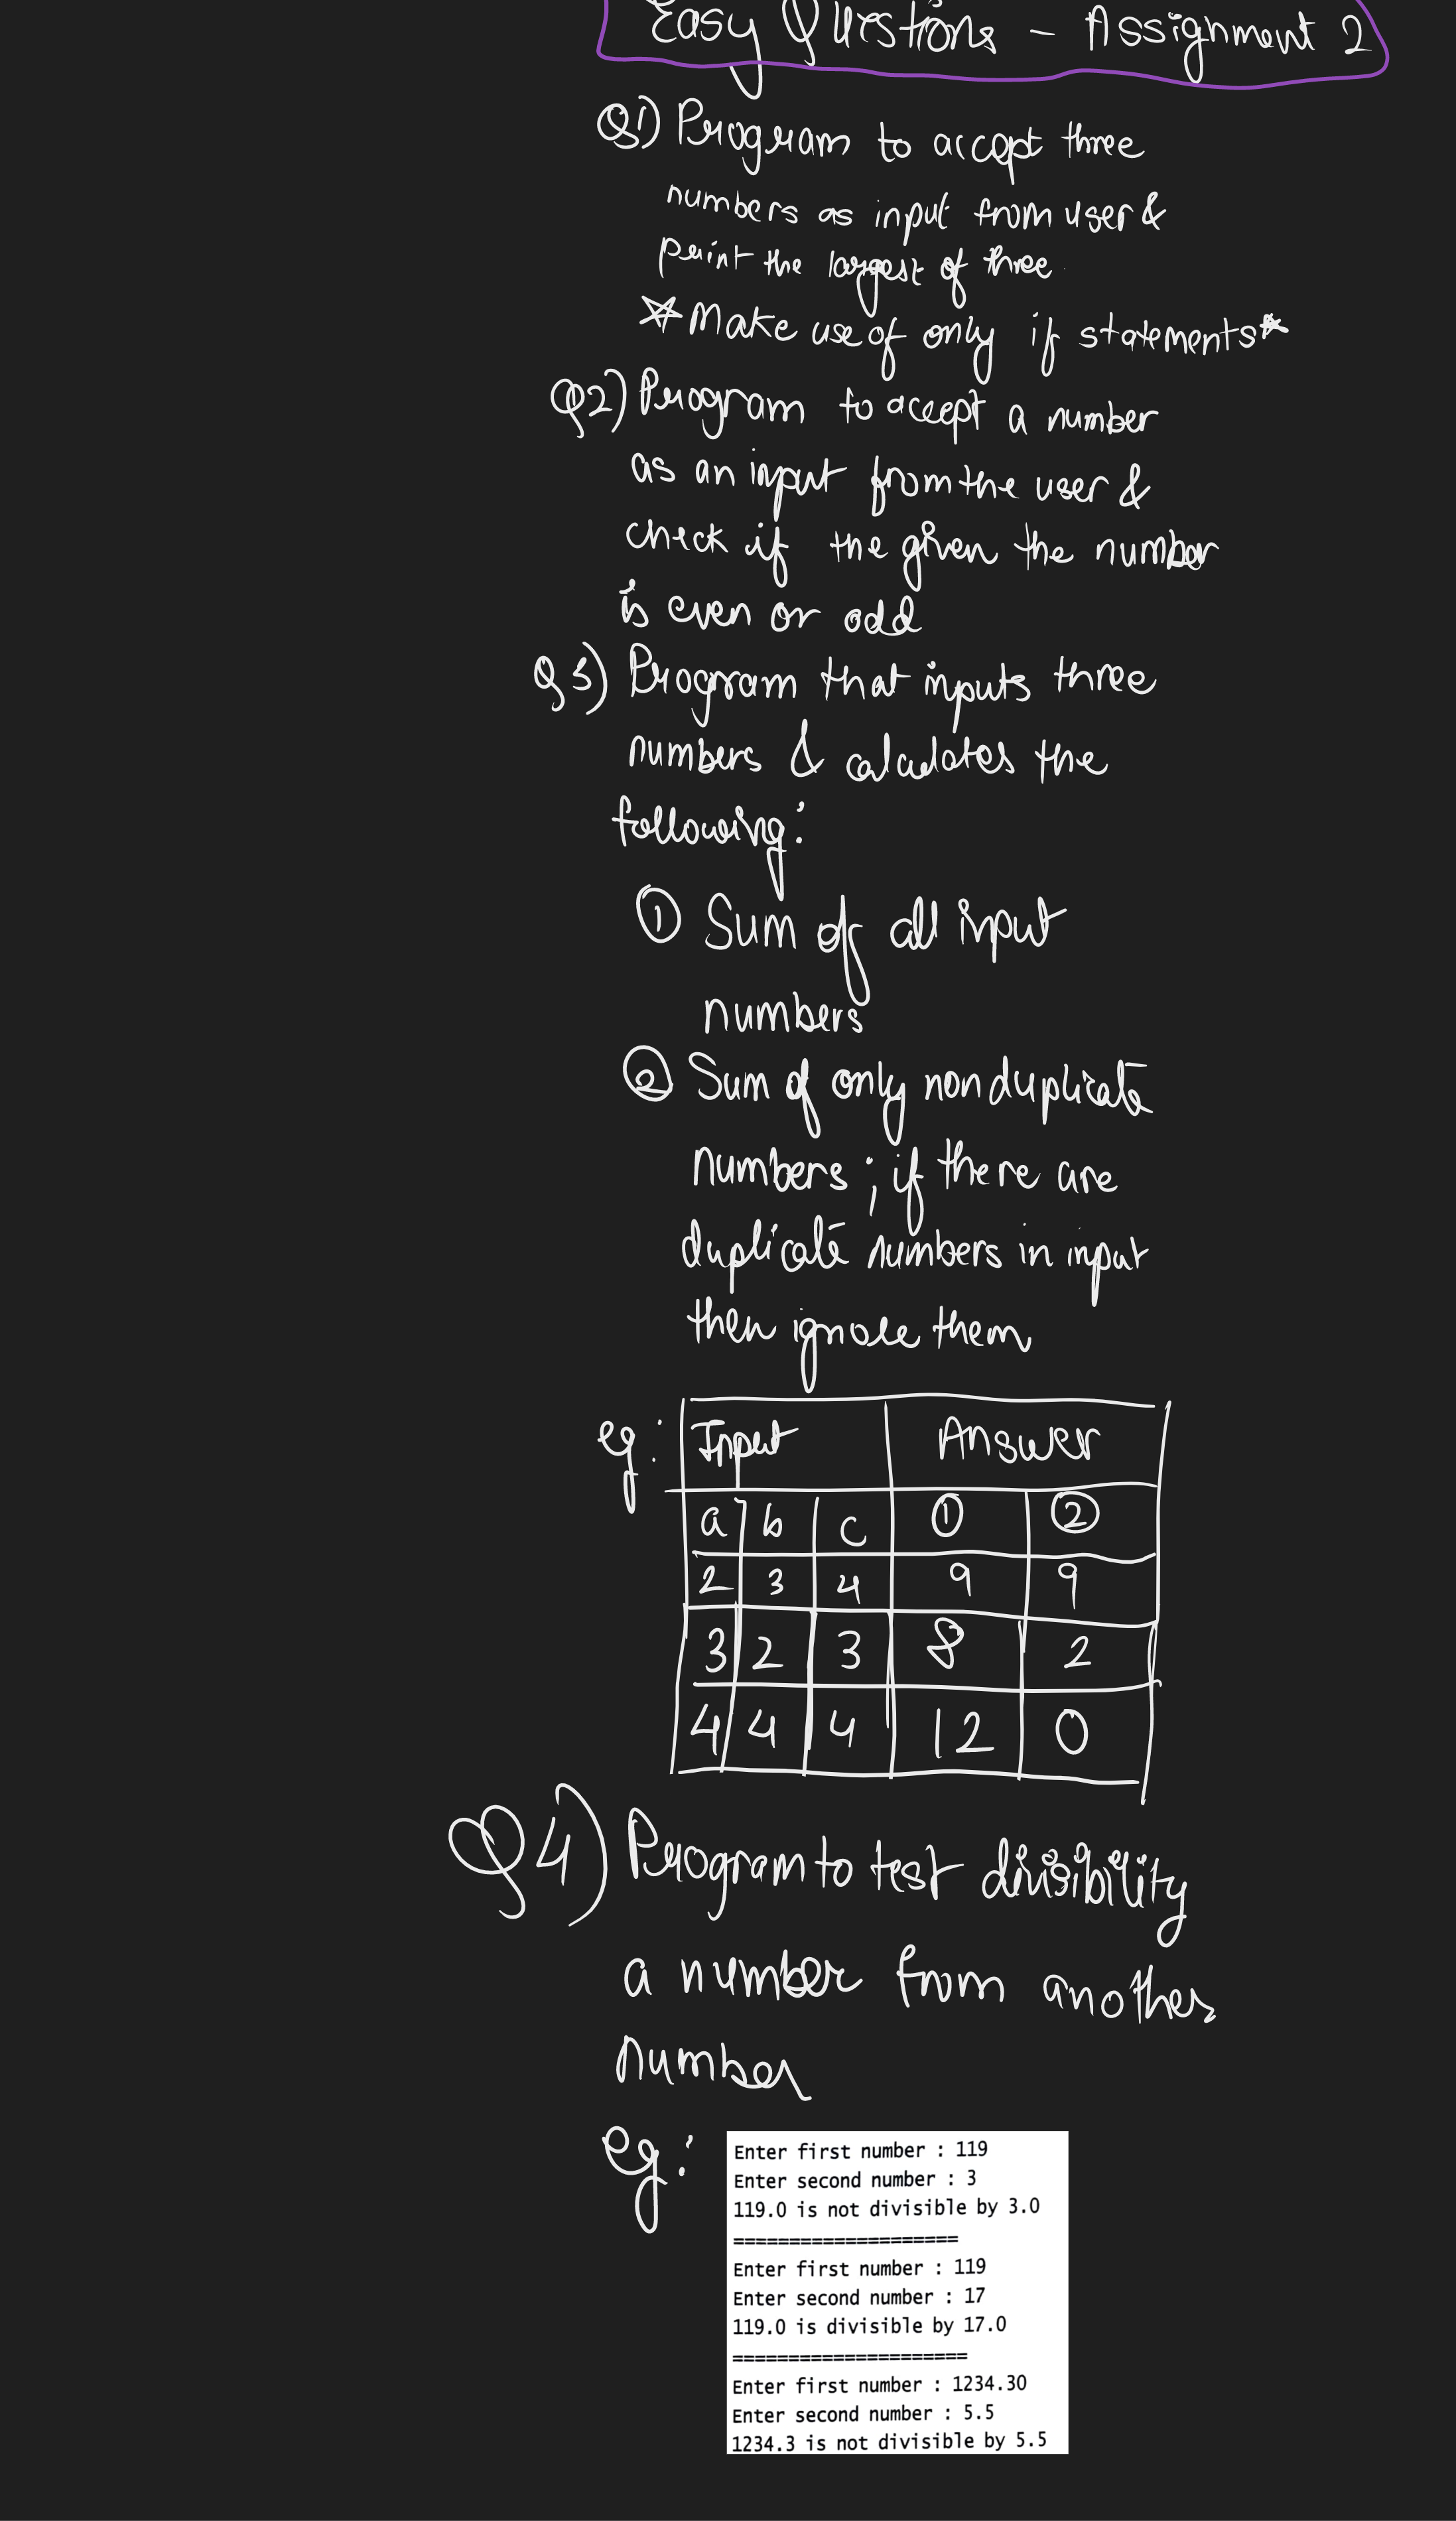 Easy Questions - Assignment 2
Q1) Program to accept three
numbers as input from user &
print the largest of three.
*Make use of only if statements*
Q2) Program to accept a number
as an input from the user &
check if the given the number
is even or odd
Q3) Program that inputs three
numbers & calculates the
following:
① Sum of all input
numbers
② Sum of only non duplicate
numbers ; if there are
duplicate numbers in input
then ignore them
eg: Input Answer
a b c ① ②
2 3 4 9 9
3 2 3 8 2
4 4 4 12 0
Q4) Program to test divisibility
a number from another
number
eg:
Enter first number : 119
Enter second number : 3
119.0 is not divisible by 3.0
====================
Enter first number : 119
Enter second number : 17
119.0 is divisible by 17.0
=====================
Enter first number : 1234.30
Enter second number : 5.5
1234.3 is not divisible by 5.5